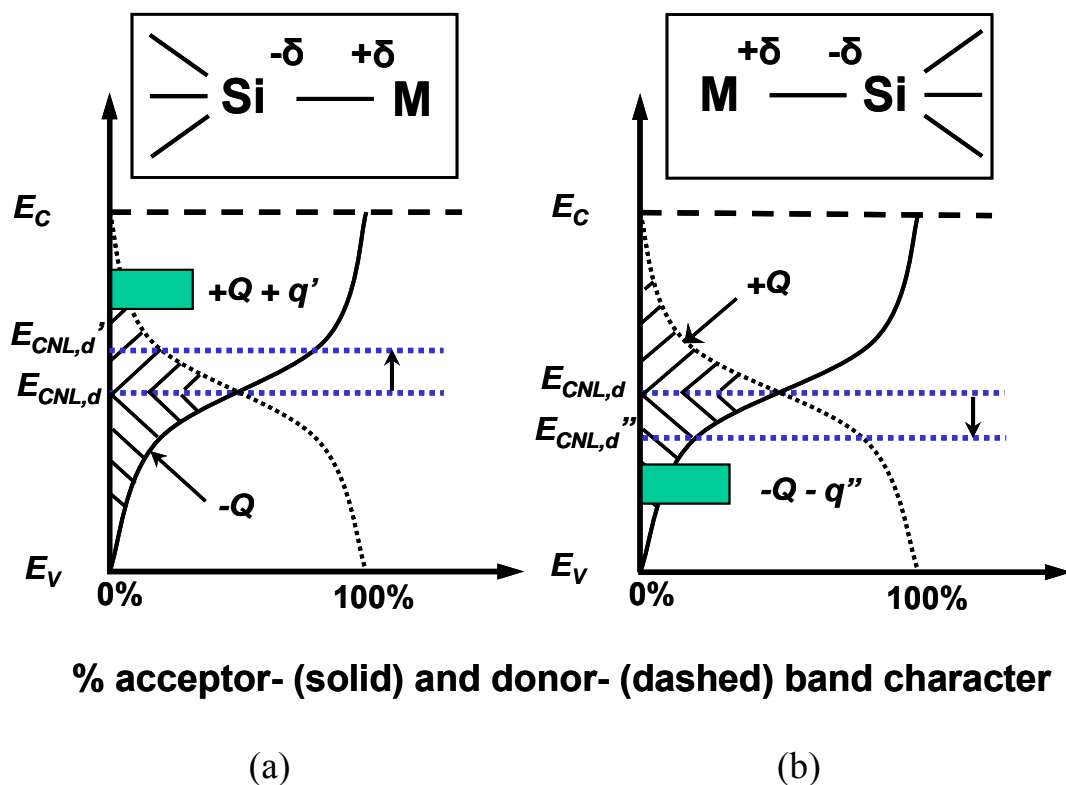 -δ +δ
Si M
+δ -δ
M Si
E_C
+Q + q’
E_CNL,d’
E_CNL,d
-Q
E_V
0% 100%
E_C
+Q
E_CNL,d
E_CNL,d”
-Q - q”
E_V
0% 100%
% acceptor- (solid) and donor- (dashed) band character
(a) (b)